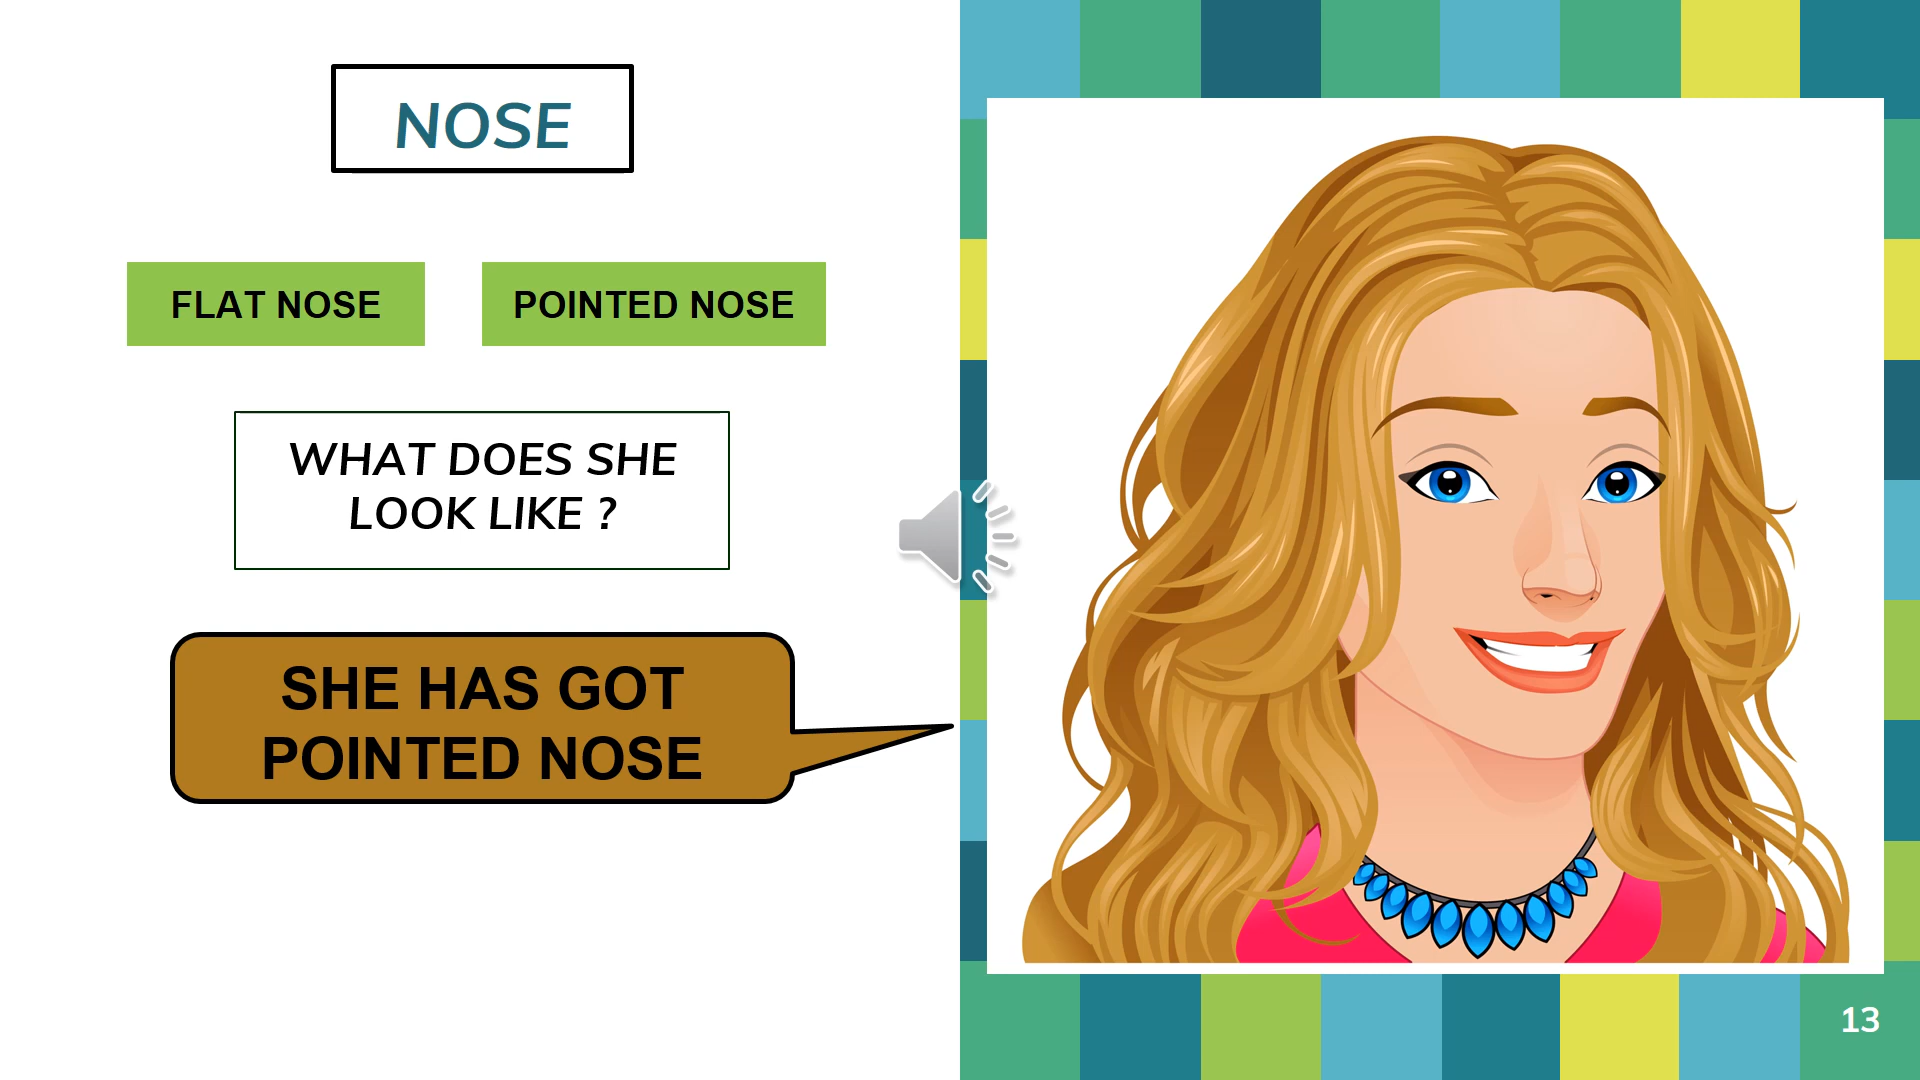 NOSE
FLAT NOSE
POINTED NOSE
WHAT DOES SHE
LOOK LIKE ?
SHE HAS GOT
POINTED NOSE
13